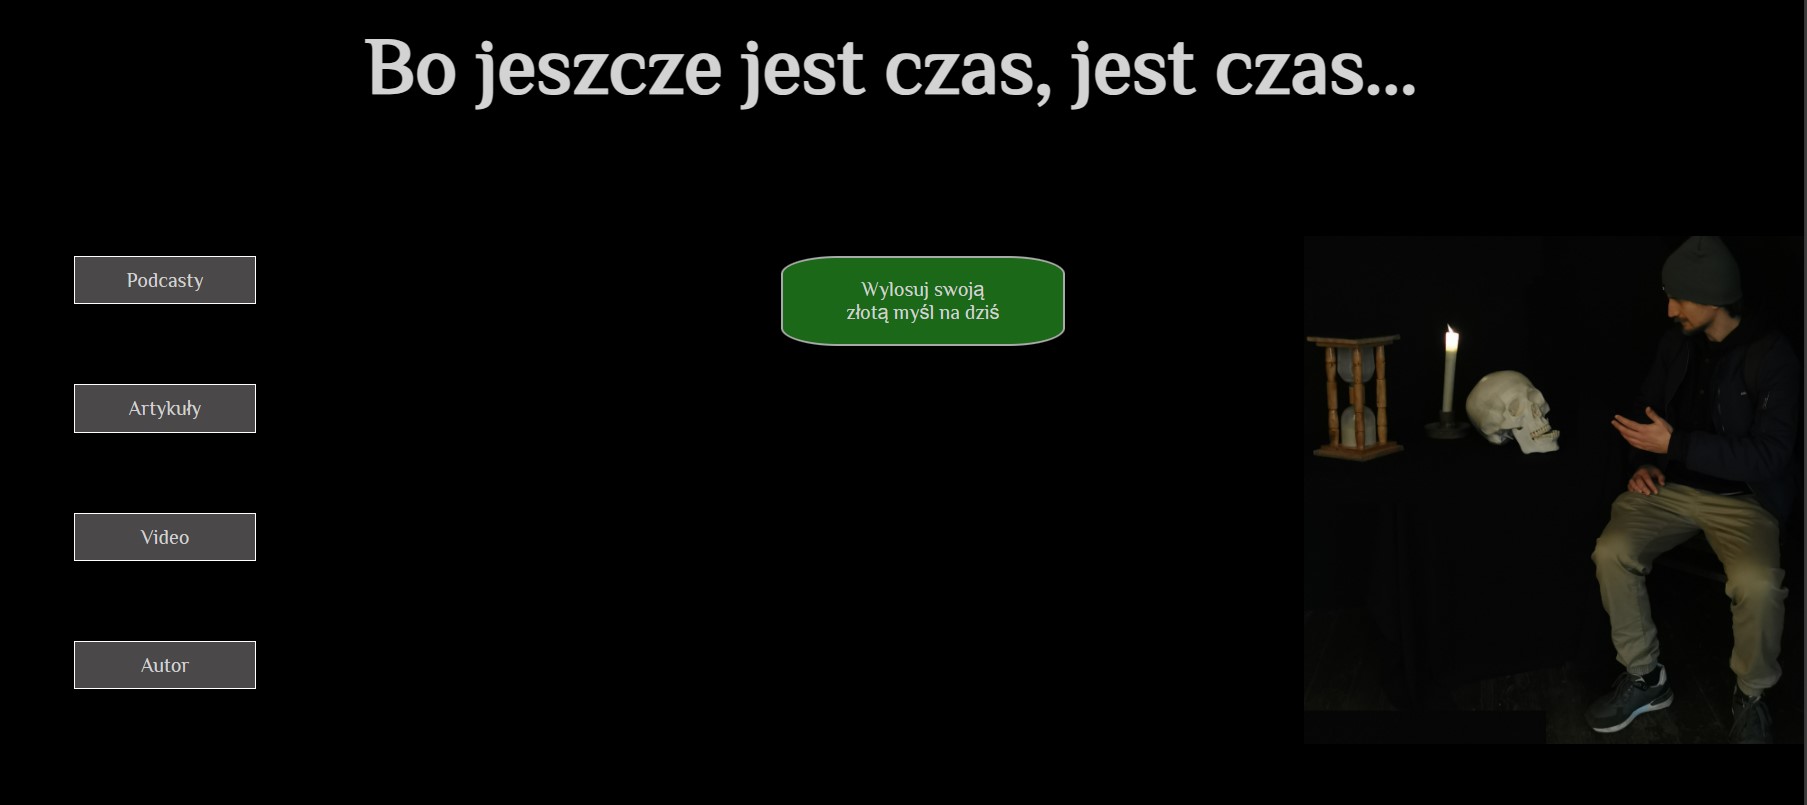 Bo jeszcze jest czas, jest czas...
Podcasty
Wylosuj swoją
złotą myśl na dziś
Artykuły
Video
Autor